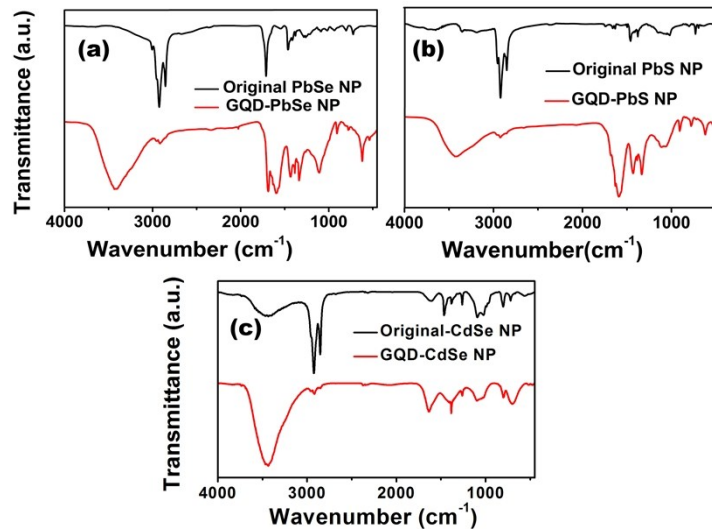 (a)
Original PbSe NP
GQD-PbSe NP
Transmittance (a.u.)
4000 3000 2000 1000
Wavenumber (cm⁻¹)
(b)
Original PbS NP
GQD-PbS NP
4000 3000 2000 1000
Wavenumber(cm⁻¹)
(c)
Original-CdSe NP
GQD-CdSe NP
Transmittance (a.u.)
4000 3000 2000 1000
Wavenumber (cm⁻¹)